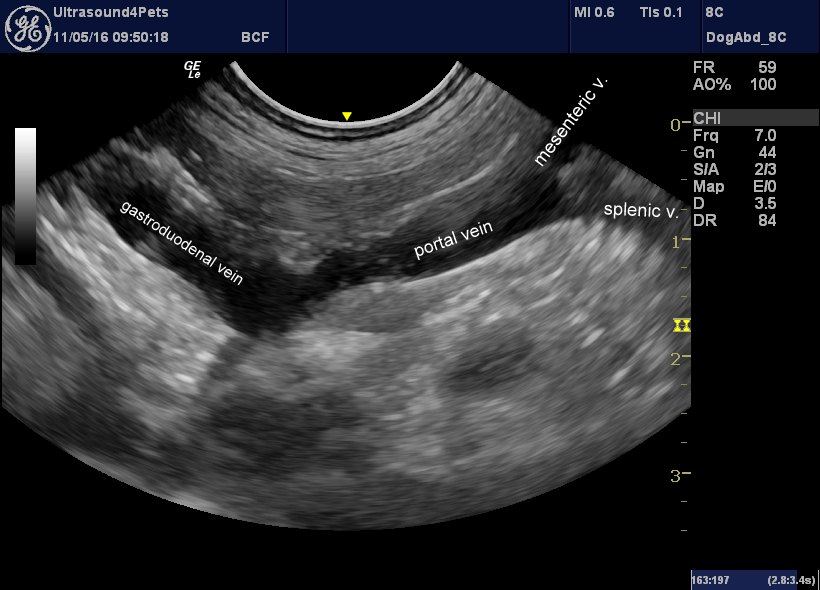 GE
Ultrasound4Pets
11/05/16 09:50:18 BCF
MI 0.6 TIs 0.1
8C
DogAbd_8C
GE
Le
FR 59
AO% 100
CHI
Frq 7.0
Gn 44
S/A 2/3
Map E/0
D 3.5
DR 84
0
1
2
3
mesenteric v.
splenic v.
gastroduodenal vein
portal vein
163:197 (2.8:3.4s)